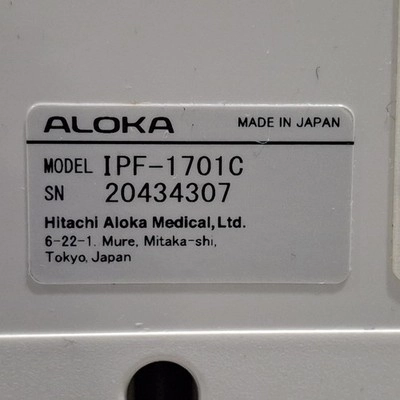 ALOKA MADE IN JAPAN
MODEL IPF-1701C
SN 20434307
Hitachi Aloka Medical,Ltd.
6-22-1. Mure, Mitaka-shi,
Tokyo, Japan